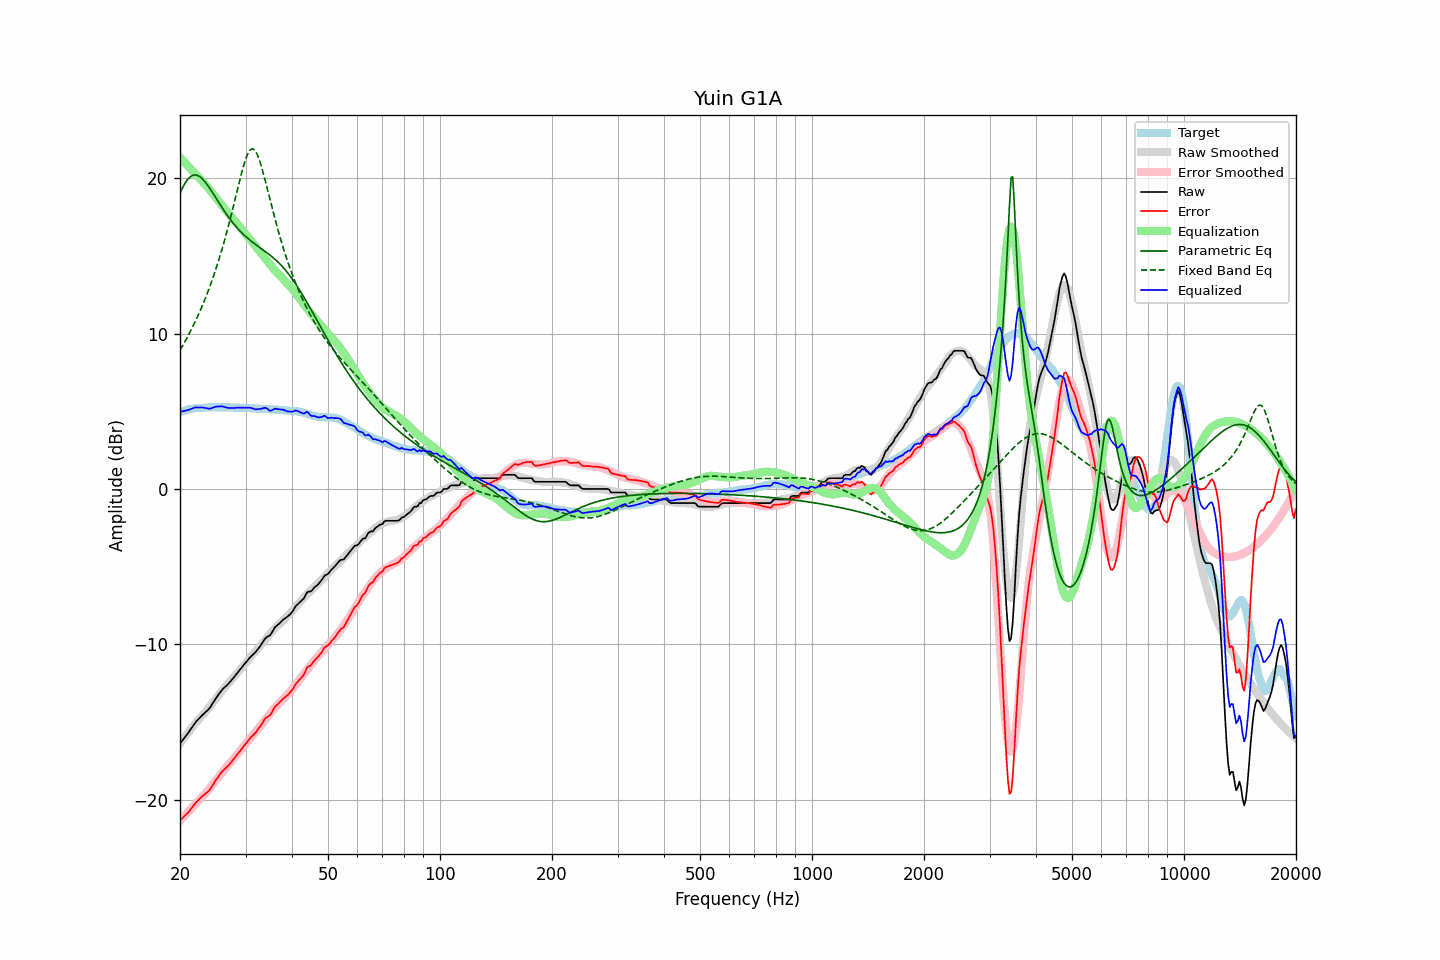 Yuin G1A
Target
Raw Smoothed
Error Smoothed
Raw
Error
Equalization
Parametric Eq
Fixed Band Eq
Equalized
20
10
0
−10
−20
Amplitude (dBr)
20 50 100 200 500 1000 2000 5000 10000 20000
Frequency (Hz)